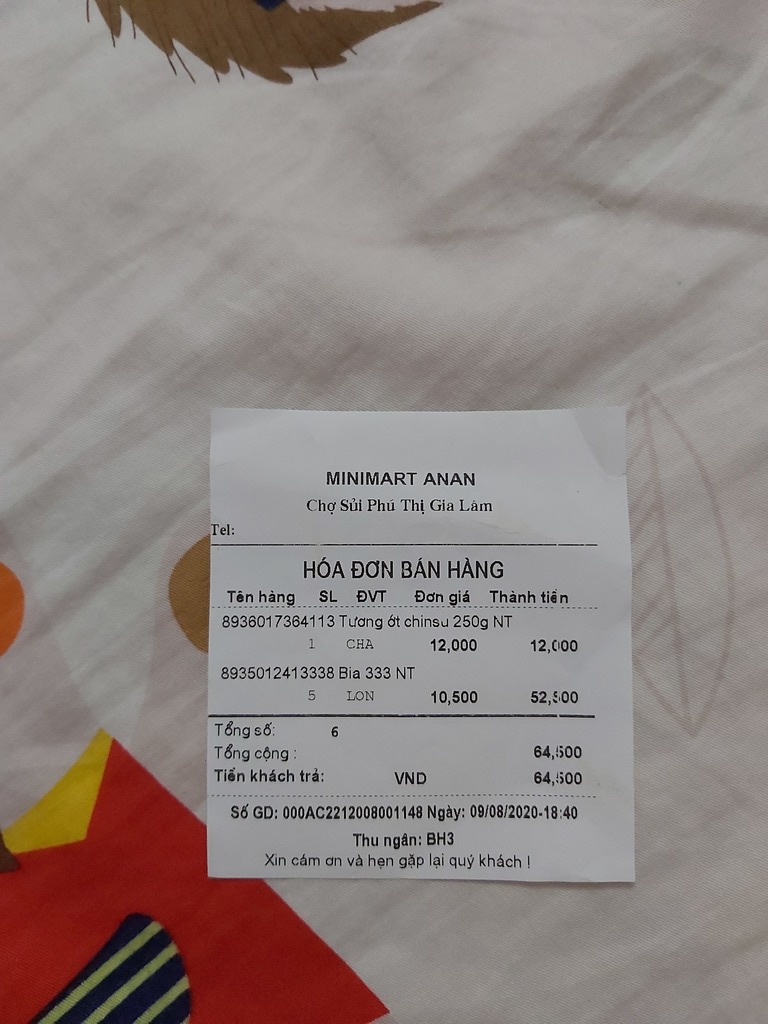 MINIMART ANAN
Chợ Sủi Phú Thị Gia Lâm
Tel:
HÓA ĐƠN BÁN HÀNG
Tên hàng SL ĐVT Đơn giá Thành tiền
8936017364113 Tương ớt chinsu 250g NT
1 CHA 12,000 12,000
8935012413338 Bia 333 NT
5 LON 10,500 52,500
Tổng số: 6
Tổng cộng : 64,500
Tiền khách trả: VND 64,500
Số GD: 000AC2212008001148 Ngày: 09/08/2020-18:40
Thu ngân: BH3
Xin cám ơn và hẹn gặp lại quý khách !